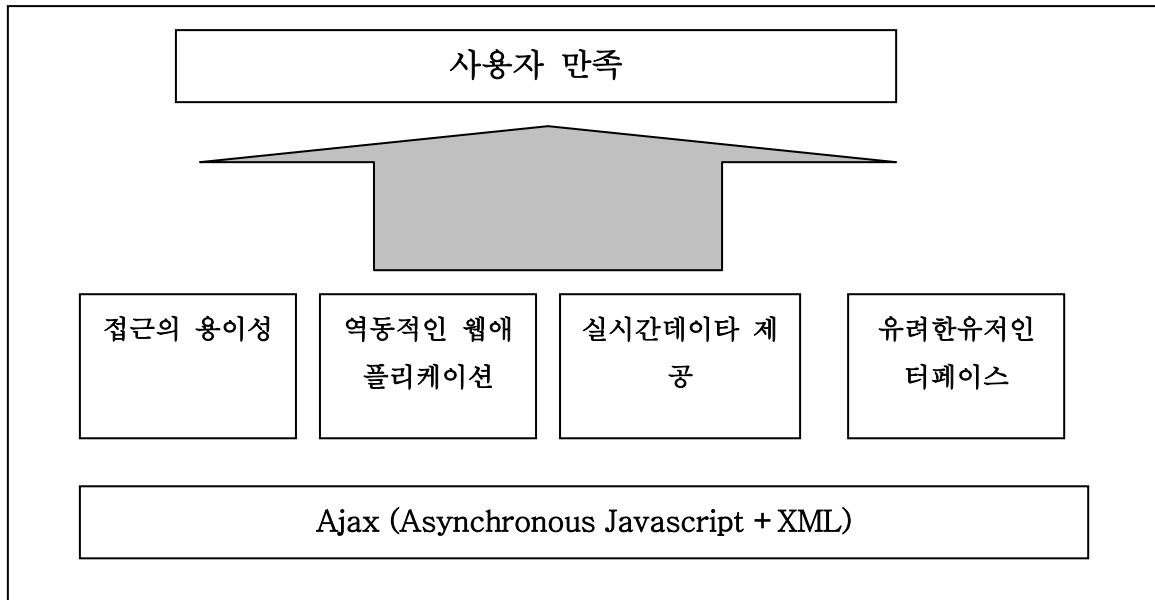 사용자 만족
접근의 용이성
역동적인 웹애
플리케이션
실시간데이타 제
공
유려한유저인
터페이스
Ajax (Asynchronous Javascript + XML)